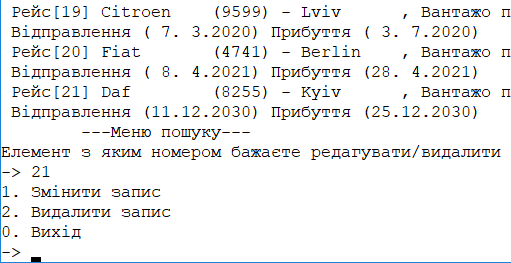 Рейс[19] Citroen    (9599) - Lviv      , Вантажо п
Відправлення ( 7. 3.2020) Прибуття ( 3. 7.2020)
Рейс[20] Fiat       (4741) - Berlin    , Вантажо п
Відправлення ( 8. 4.2021) Прибуття (28. 4.2021)
Рейс[21] Daf        (8255) - Kyiv      , Вантажо п
Відправлення (11.12.2030) Прибуття (25.12.2030)
---Меню пошуку---
Елемент з яким номером бажаєте редагувати/видалити
-> 21
1. Змінити запис
2. Видалити запис
0. Вихід
->